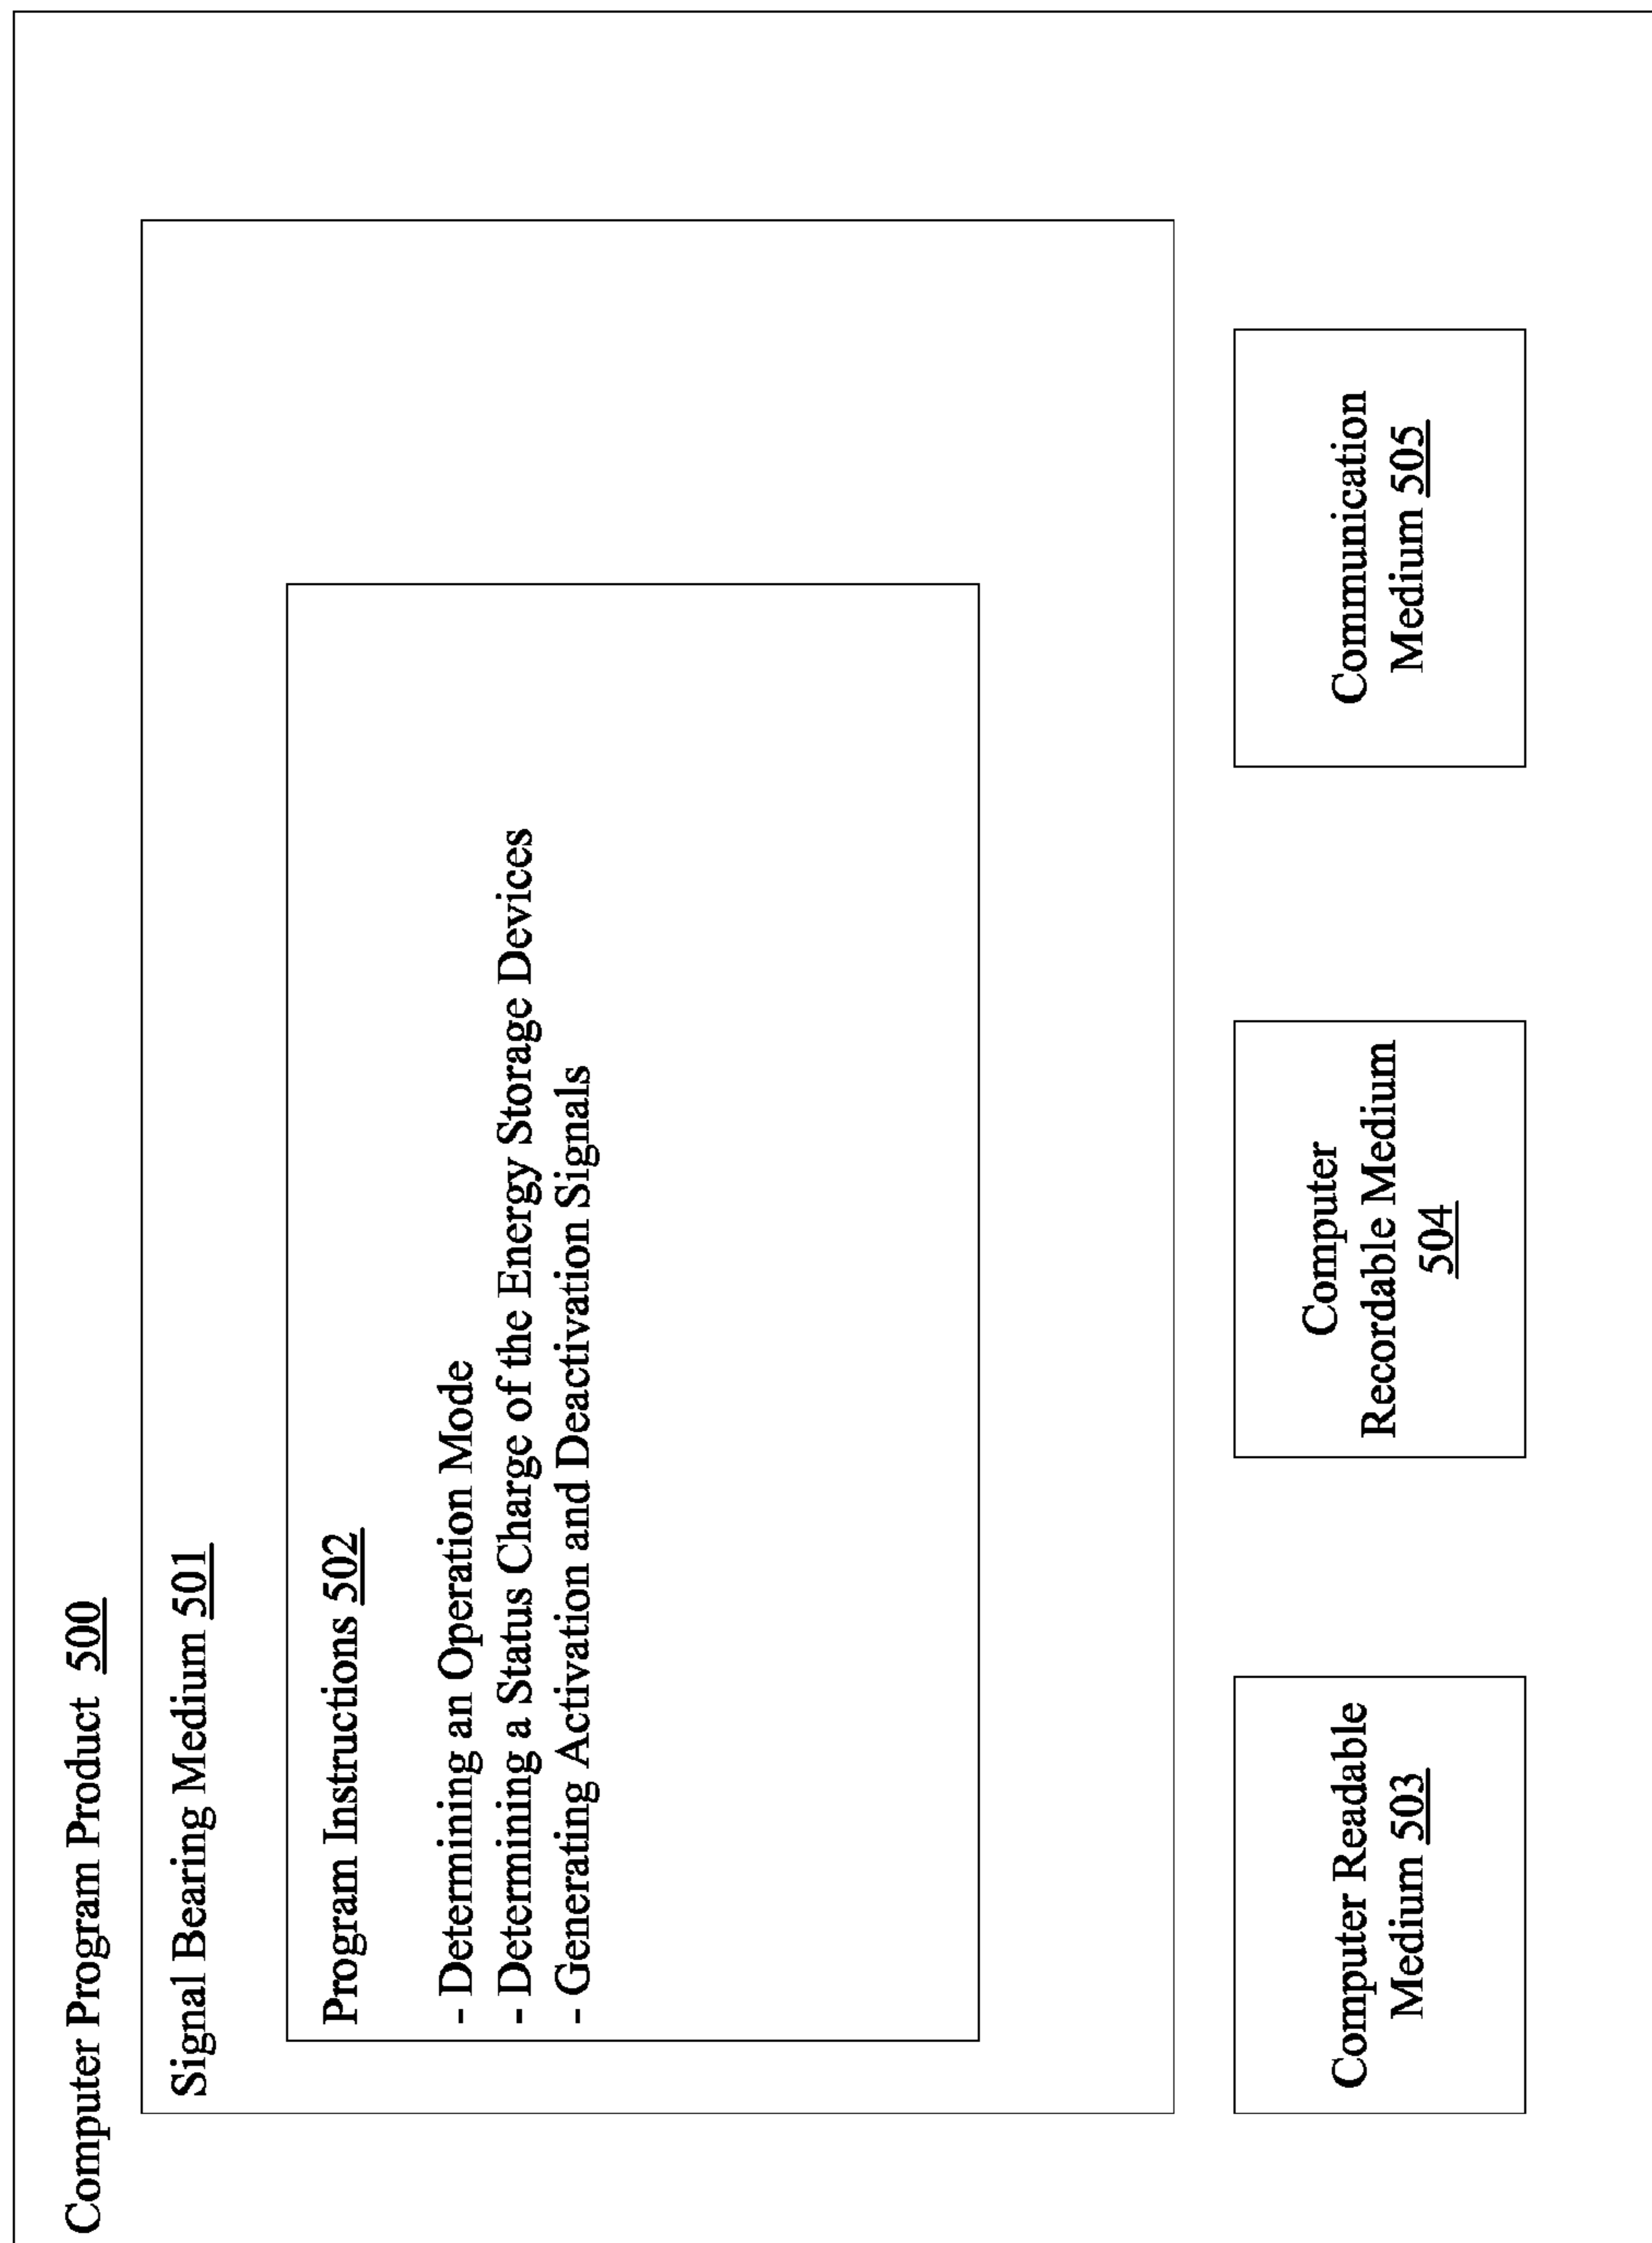 Computer Program Product 500
Signal Bearing Medium 501
Program Instructions 502
- Determining an Operation Mode
- Determining a Status Charge of the Energy Storage Devices
- Generating Activation and Deactivation Signals
Computer Readable
Medium 503
Computer
Recordable Medium
504
Communication
Medium 505